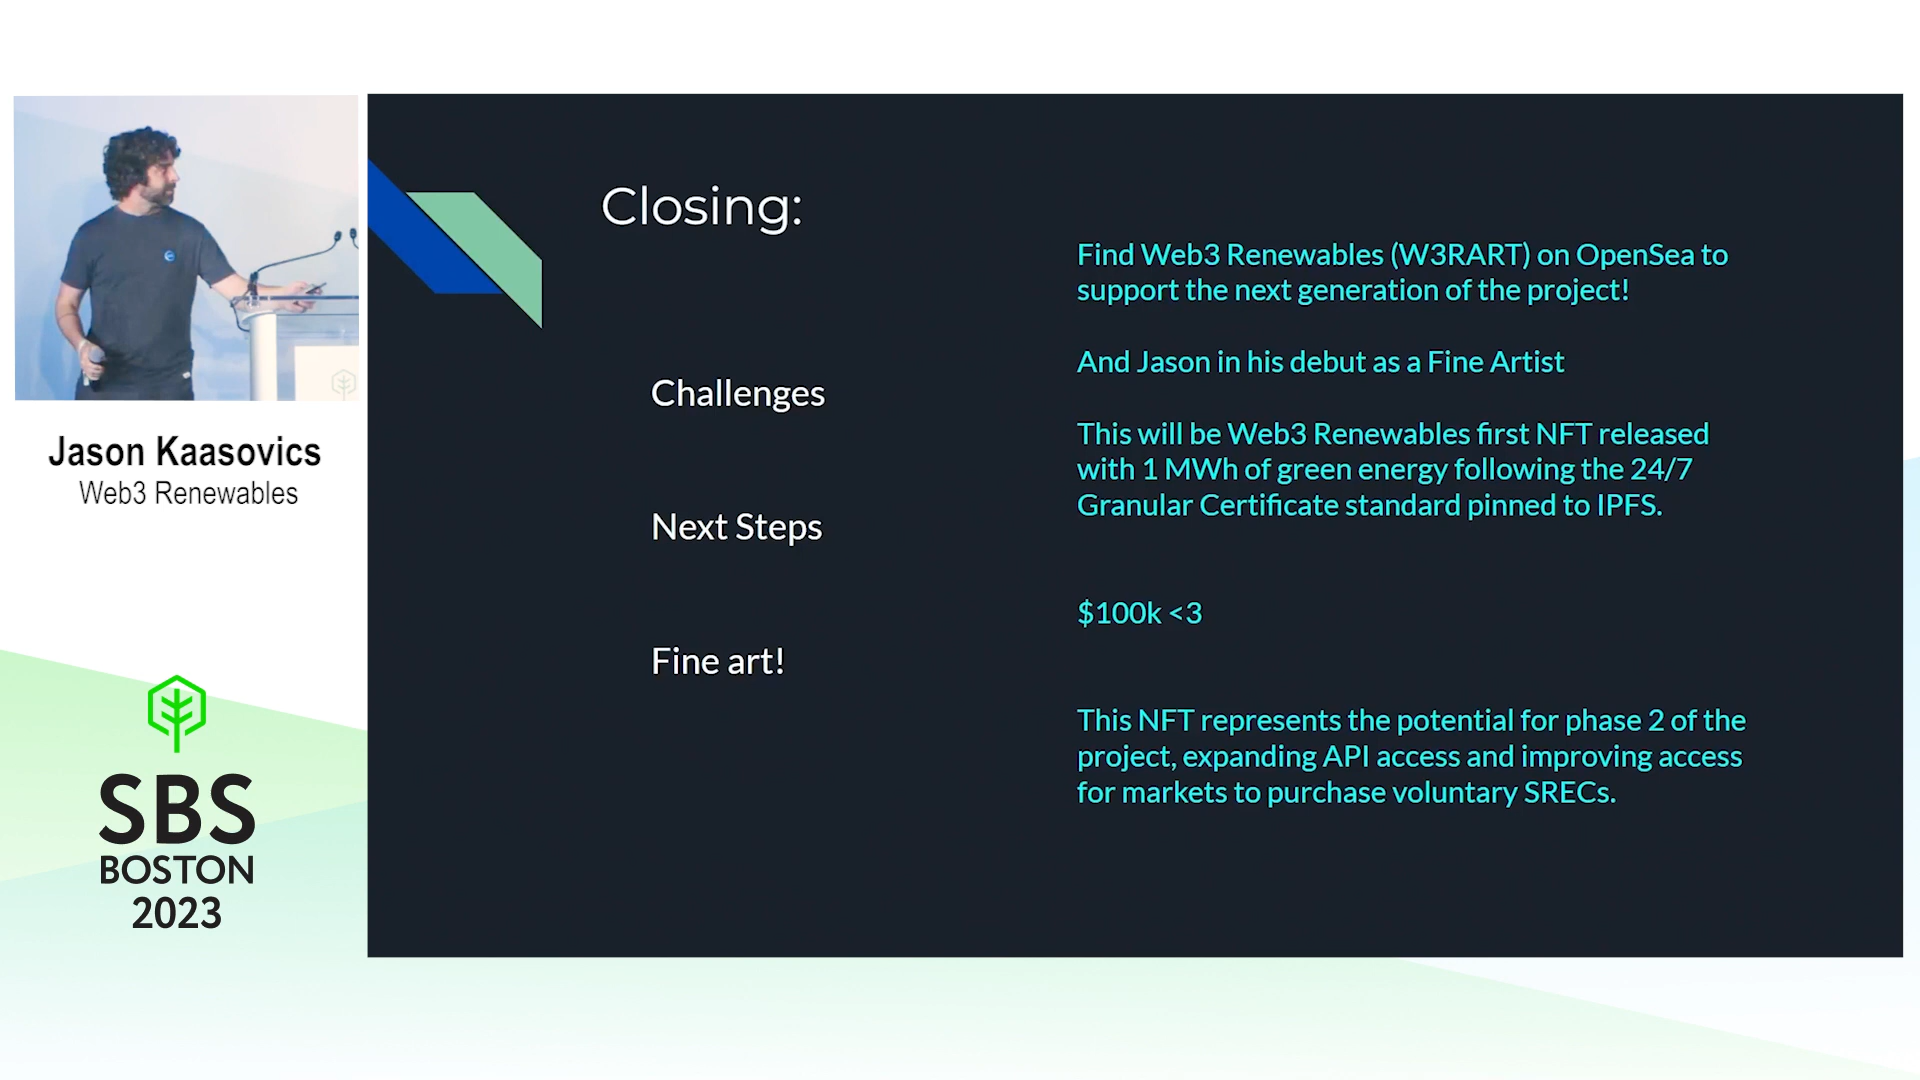 Jason Kaasovics
Web3 Renewables
SBS
BOSTON
2023
Closing:
Challenges
Next Steps
Fine art!
Find Web3 Renewables (W3RART) on OpenSea to
support the next generation of the project!
And Jason in his debut as a Fine Artist
This will be Web3 Renewables first NFT released
with 1 MWh of green energy following the 24/7
Granular Certificate standard pinned to IPFS.
$100k <3
This NFT represents the potential for phase 2 of the
project, expanding API access and improving access
for markets to purchase voluntary SRECs.